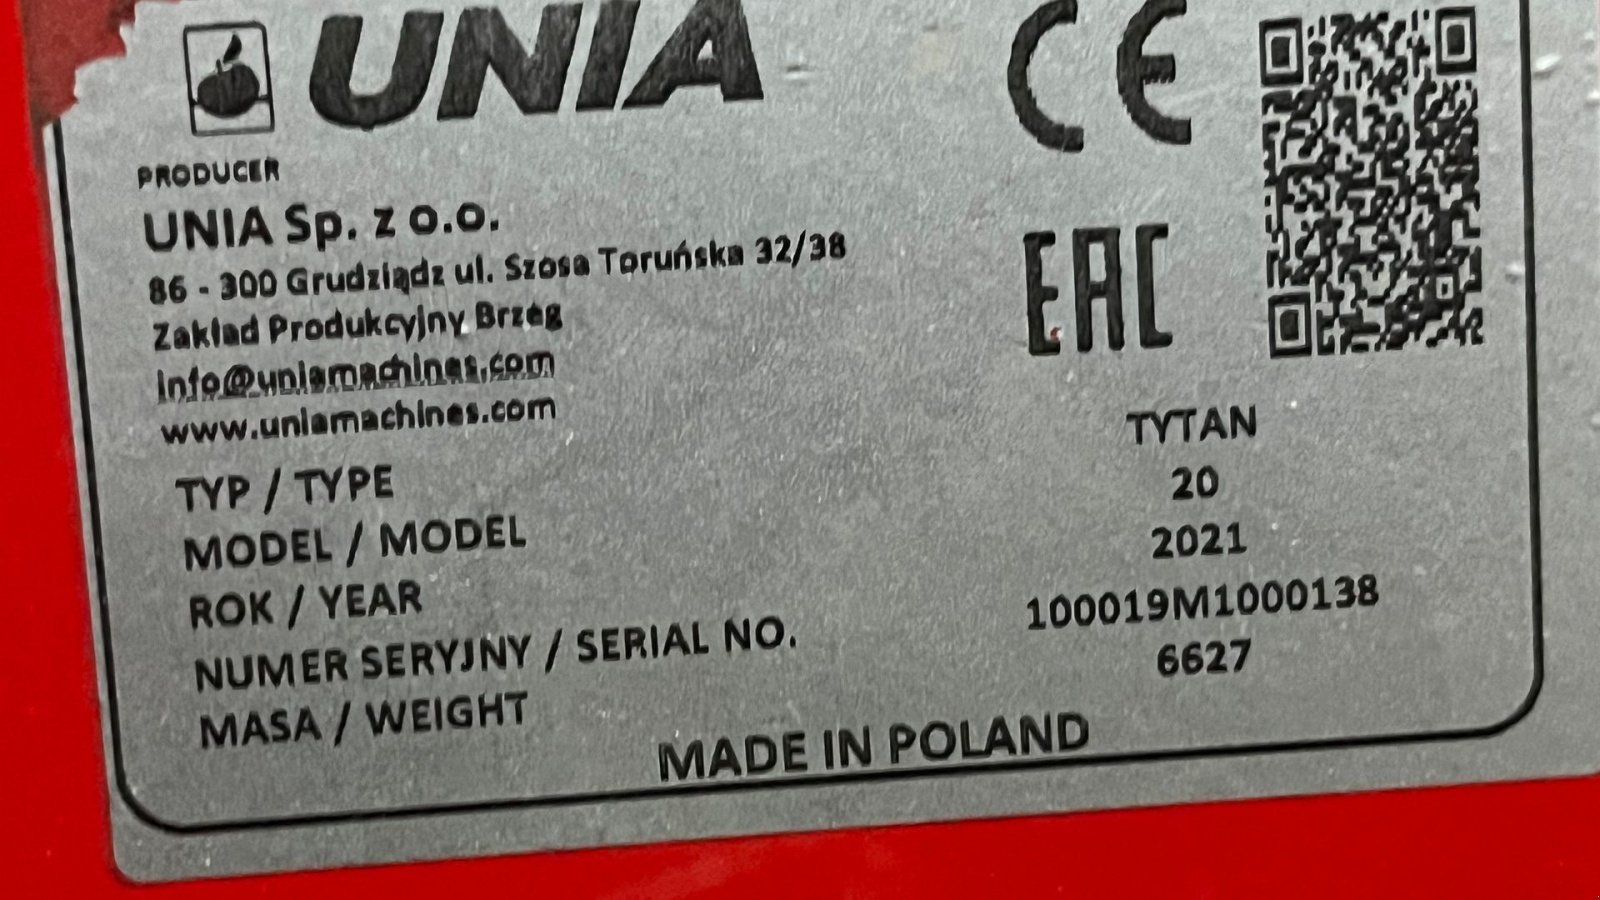 UNIA
CE
PRODUCER
UNIA Sp. z o.o.
86 - 300 Grudziądz ul. Szosa Toruńska 32/38
Zakład Produkcyjny Brzeg
info@uniamachines.com
www.uniamachines.com
EAC
TYP / TYPE TYTAN
MODEL / MODEL 20
ROK / YEAR 2021
NUMER SERYJNY / SERIAL NO. 100019M1000138
MASA / WEIGHT 6627
MADE IN POLAND